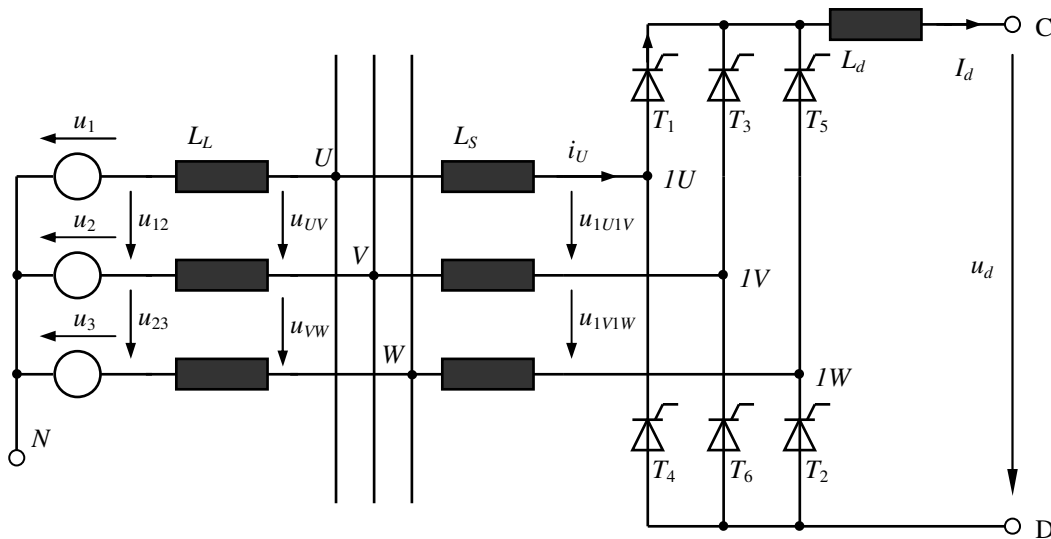 C
L_d
I_d
u_1
L_L
L_S
T_1
T_3
T_5
U
i_U
1U
u_2
u_12
u_UV
u_1U1V
V
1V
u_d
u_3
u_23
u_VW
u_1V1W
W
1W
N
T_4
T_6
T_2
D